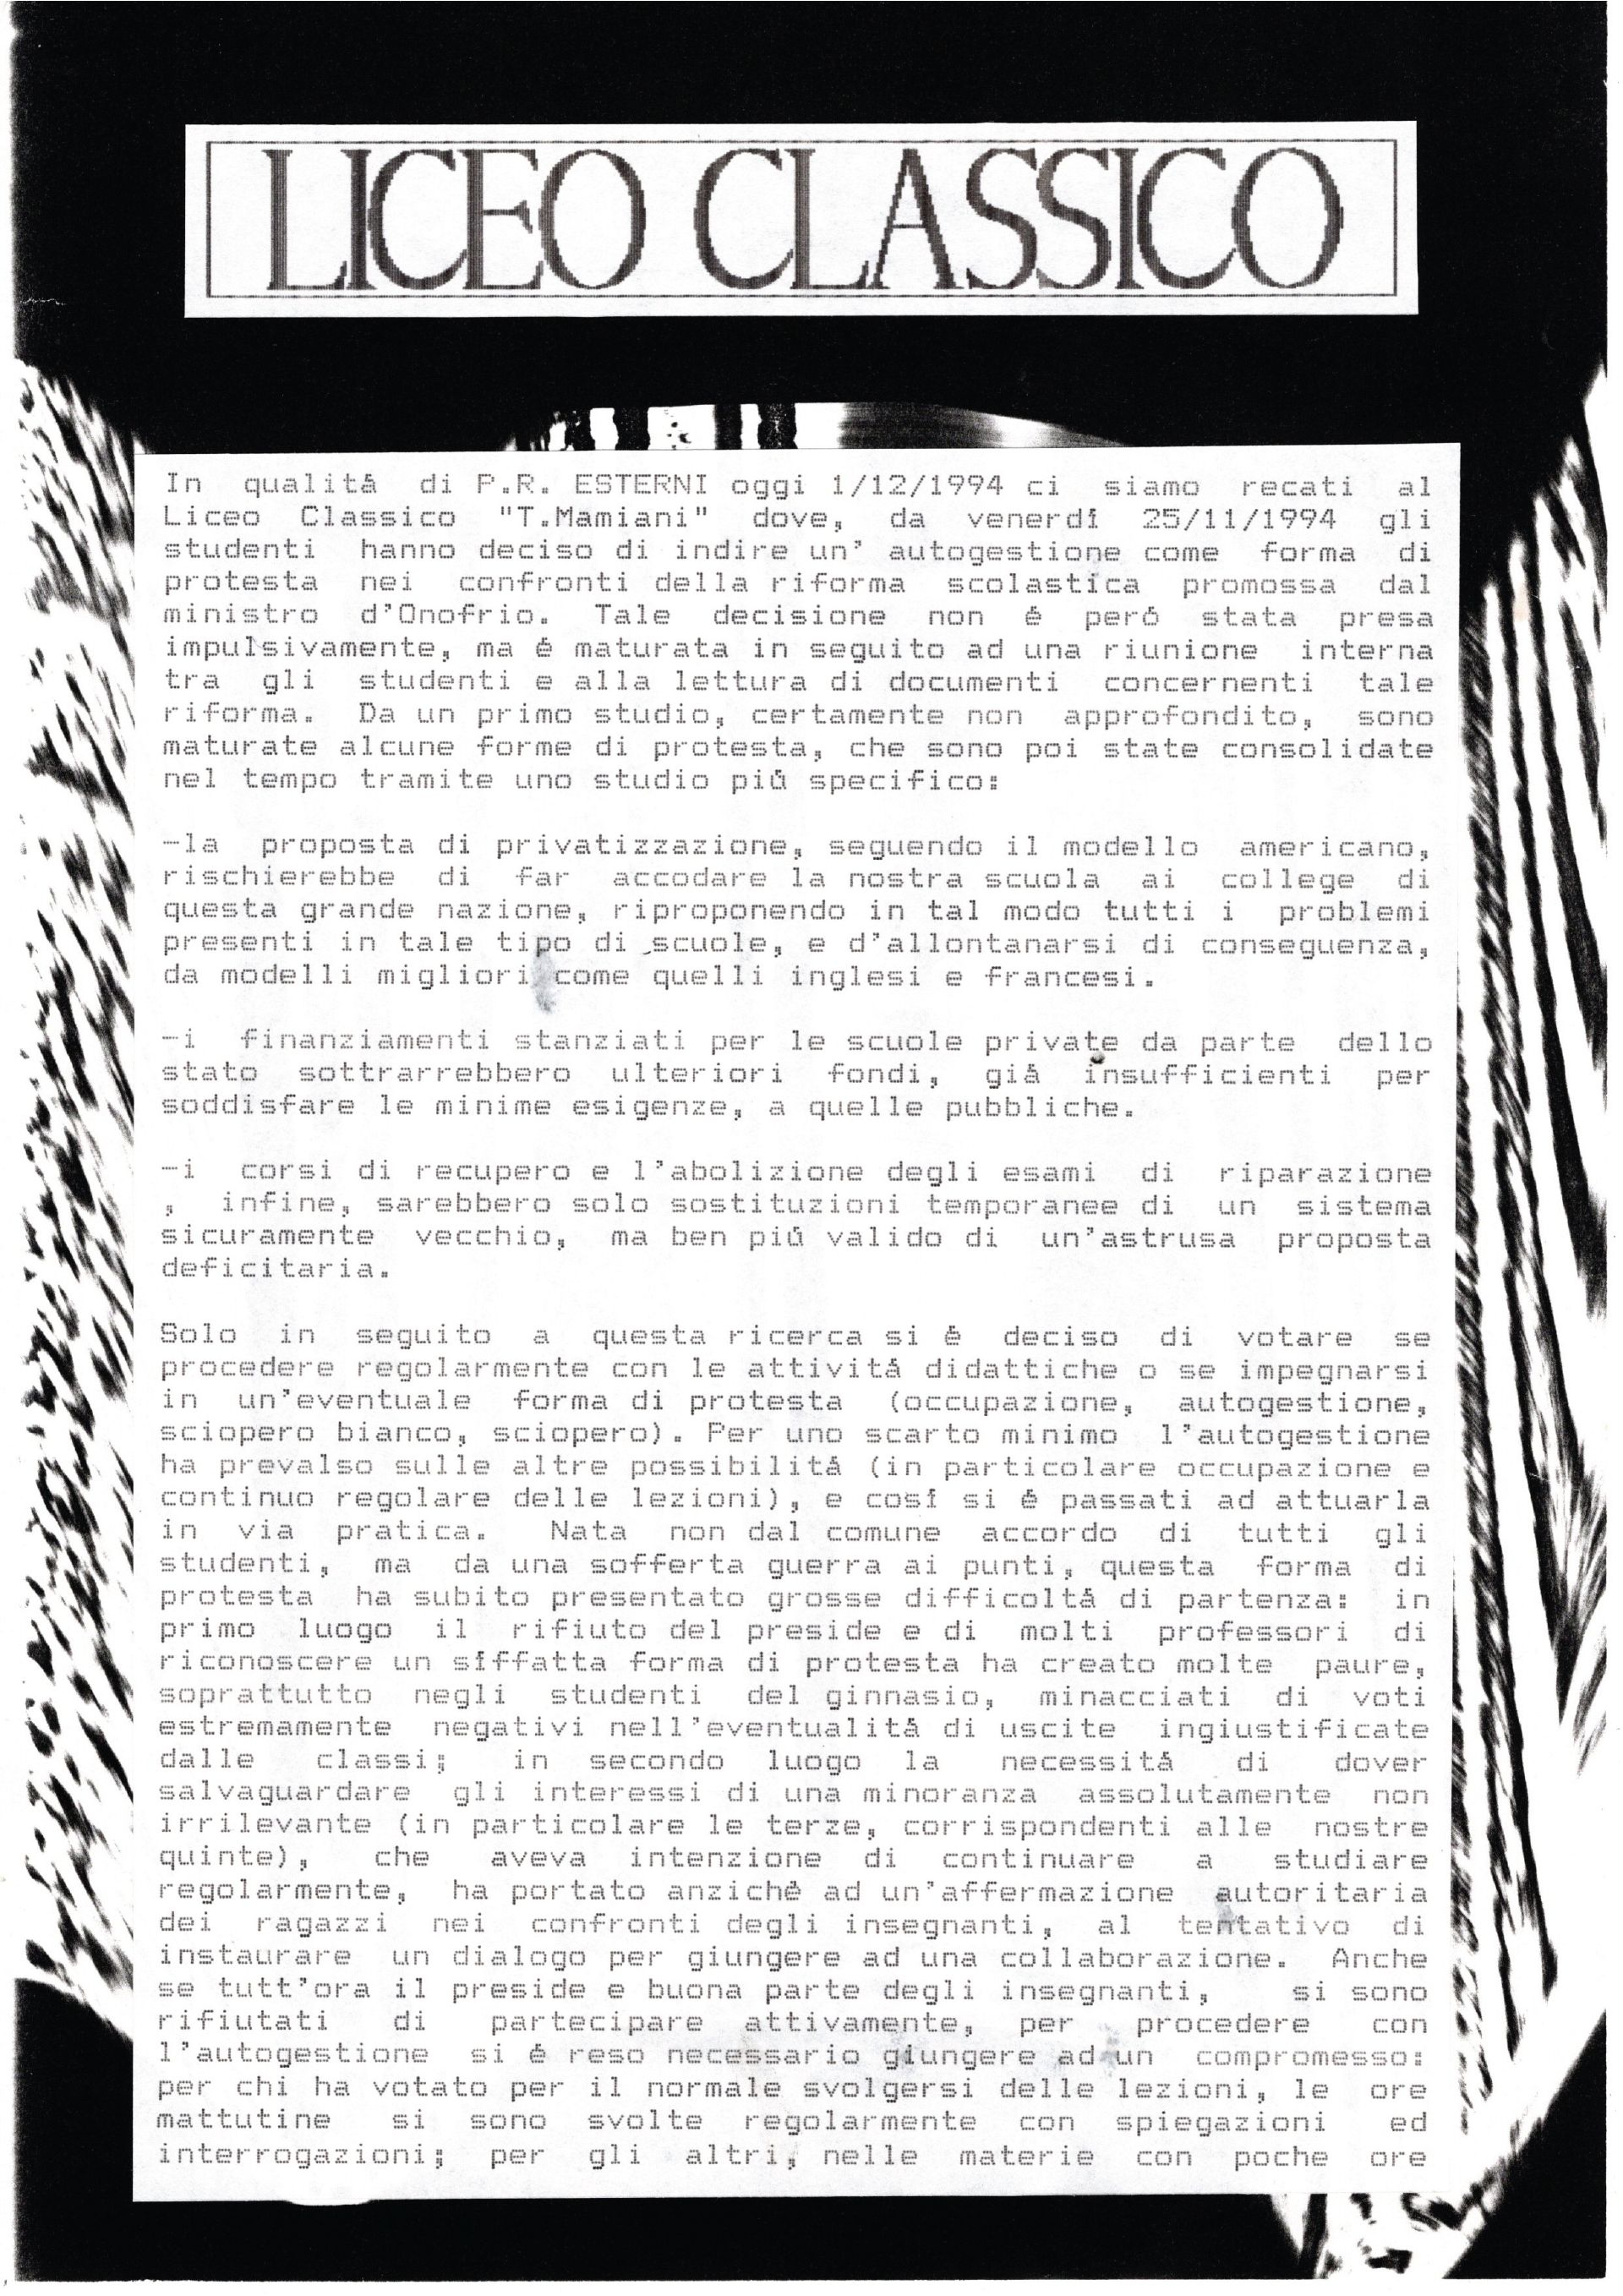 LICEO CLASSICO
In qualitá di P.R. ESTERNI oggi 1/12/1994 ci siamo recati al
Liceo Classico "T.Mamiani" dove, da venerdí 25/11/1994 gli
studenti hanno deciso di indire un' autogestione come forma di
protesta nei confronti della riforma scolastica promossa dal
ministro d'Onofrio. Tale decisione non é peró stata presa
impulsivamente, ma é maturata in seguito ad una riunione interna
tra gli studenti e alla lettura di documenti concernenti tale
riforma. Da un primo studio, certamente non approfondito, sono
maturate alcune forme di protesta, che sono poi state consolidate
nel tempo tramite uno studio piú specifico:
-la proposta di privatizzazione, seguendo il modello americano,
rischierebbe di far accodare la nostra scuola ai college di
questa grande nazione, riproponendo in tal modo tutti i problemi
presenti in tale tipo di scuole, e d'allontanarsi di conseguenza,
da modelli migliori come quelli inglesi e francesi.
-i finanziamenti stanziati per le scuole private da parte dello
stato sottrarrebbero ulteriori fondi, giá insufficienti per
soddisfare le minime esigenze, a quelle pubbliche.
-i corsi di recupero e l'abolizione degli esami di riparazione
, infine, sarebbero solo sostituzioni temporanee di un sistema
sicuramente vecchio, ma ben piú valido di un'astrusa proposta
deficitaria.
Solo in seguito a questa ricerca si é deciso di votare se
procedere regolarmente con le attivitá didattiche o se impegnarsi
in un'eventuale forma di protesta (occupazione, autogestione,
sciopero bianco, sciopero). Per uno scarto minimo l'autogestione
ha prevalso sulle altre possibilitá (in particolare occupazione e
continuo regolare delle lezioni), e cosí si é passati ad attuarla
in via pratica. Nata non dal comune accordo di tutti gli
studenti, ma da una sofferta guerra ai punti, questa forma di
protesta ha subito presentato grosse difficoltá di partenza: in
primo luogo il rifiuto del preside e di molti professori di
riconoscere un síffatta forma di protesta ha creato molte paure,
soprattutto negli studenti del ginnasio, minacciati di voti
estremamente negativi nell'eventualitá di uscite ingiustificate
dalle classi; in secondo luogo la necessitá di dover
salvaguardare gli interessi di una minoranza assolutamente non
irrilevante (in particolare le terze, corrispondenti alle nostre
quinte), che aveva intenzione di continuare a studiare
regolarmente, ha portato anziché ad un'affermazione autoritaria
dei ragazzi nei confronti degli insegnanti, al tentativo di
instaurare un dialogo per giungere ad una collaborazione. Anche
se tutt'ora il preside e buona parte degli insegnanti, si sono
rifiutati di partecipare attivamente, per procedere con
l'autogestione si é reso necessario giungere ad un compromesso:
per chi ha votato per il normale svolgersi delle lezioni, le ore
mattutine si sono svolte regolarmente con spiegazioni ed
interrogazioni; per gli altri, nelle materie con poche ore